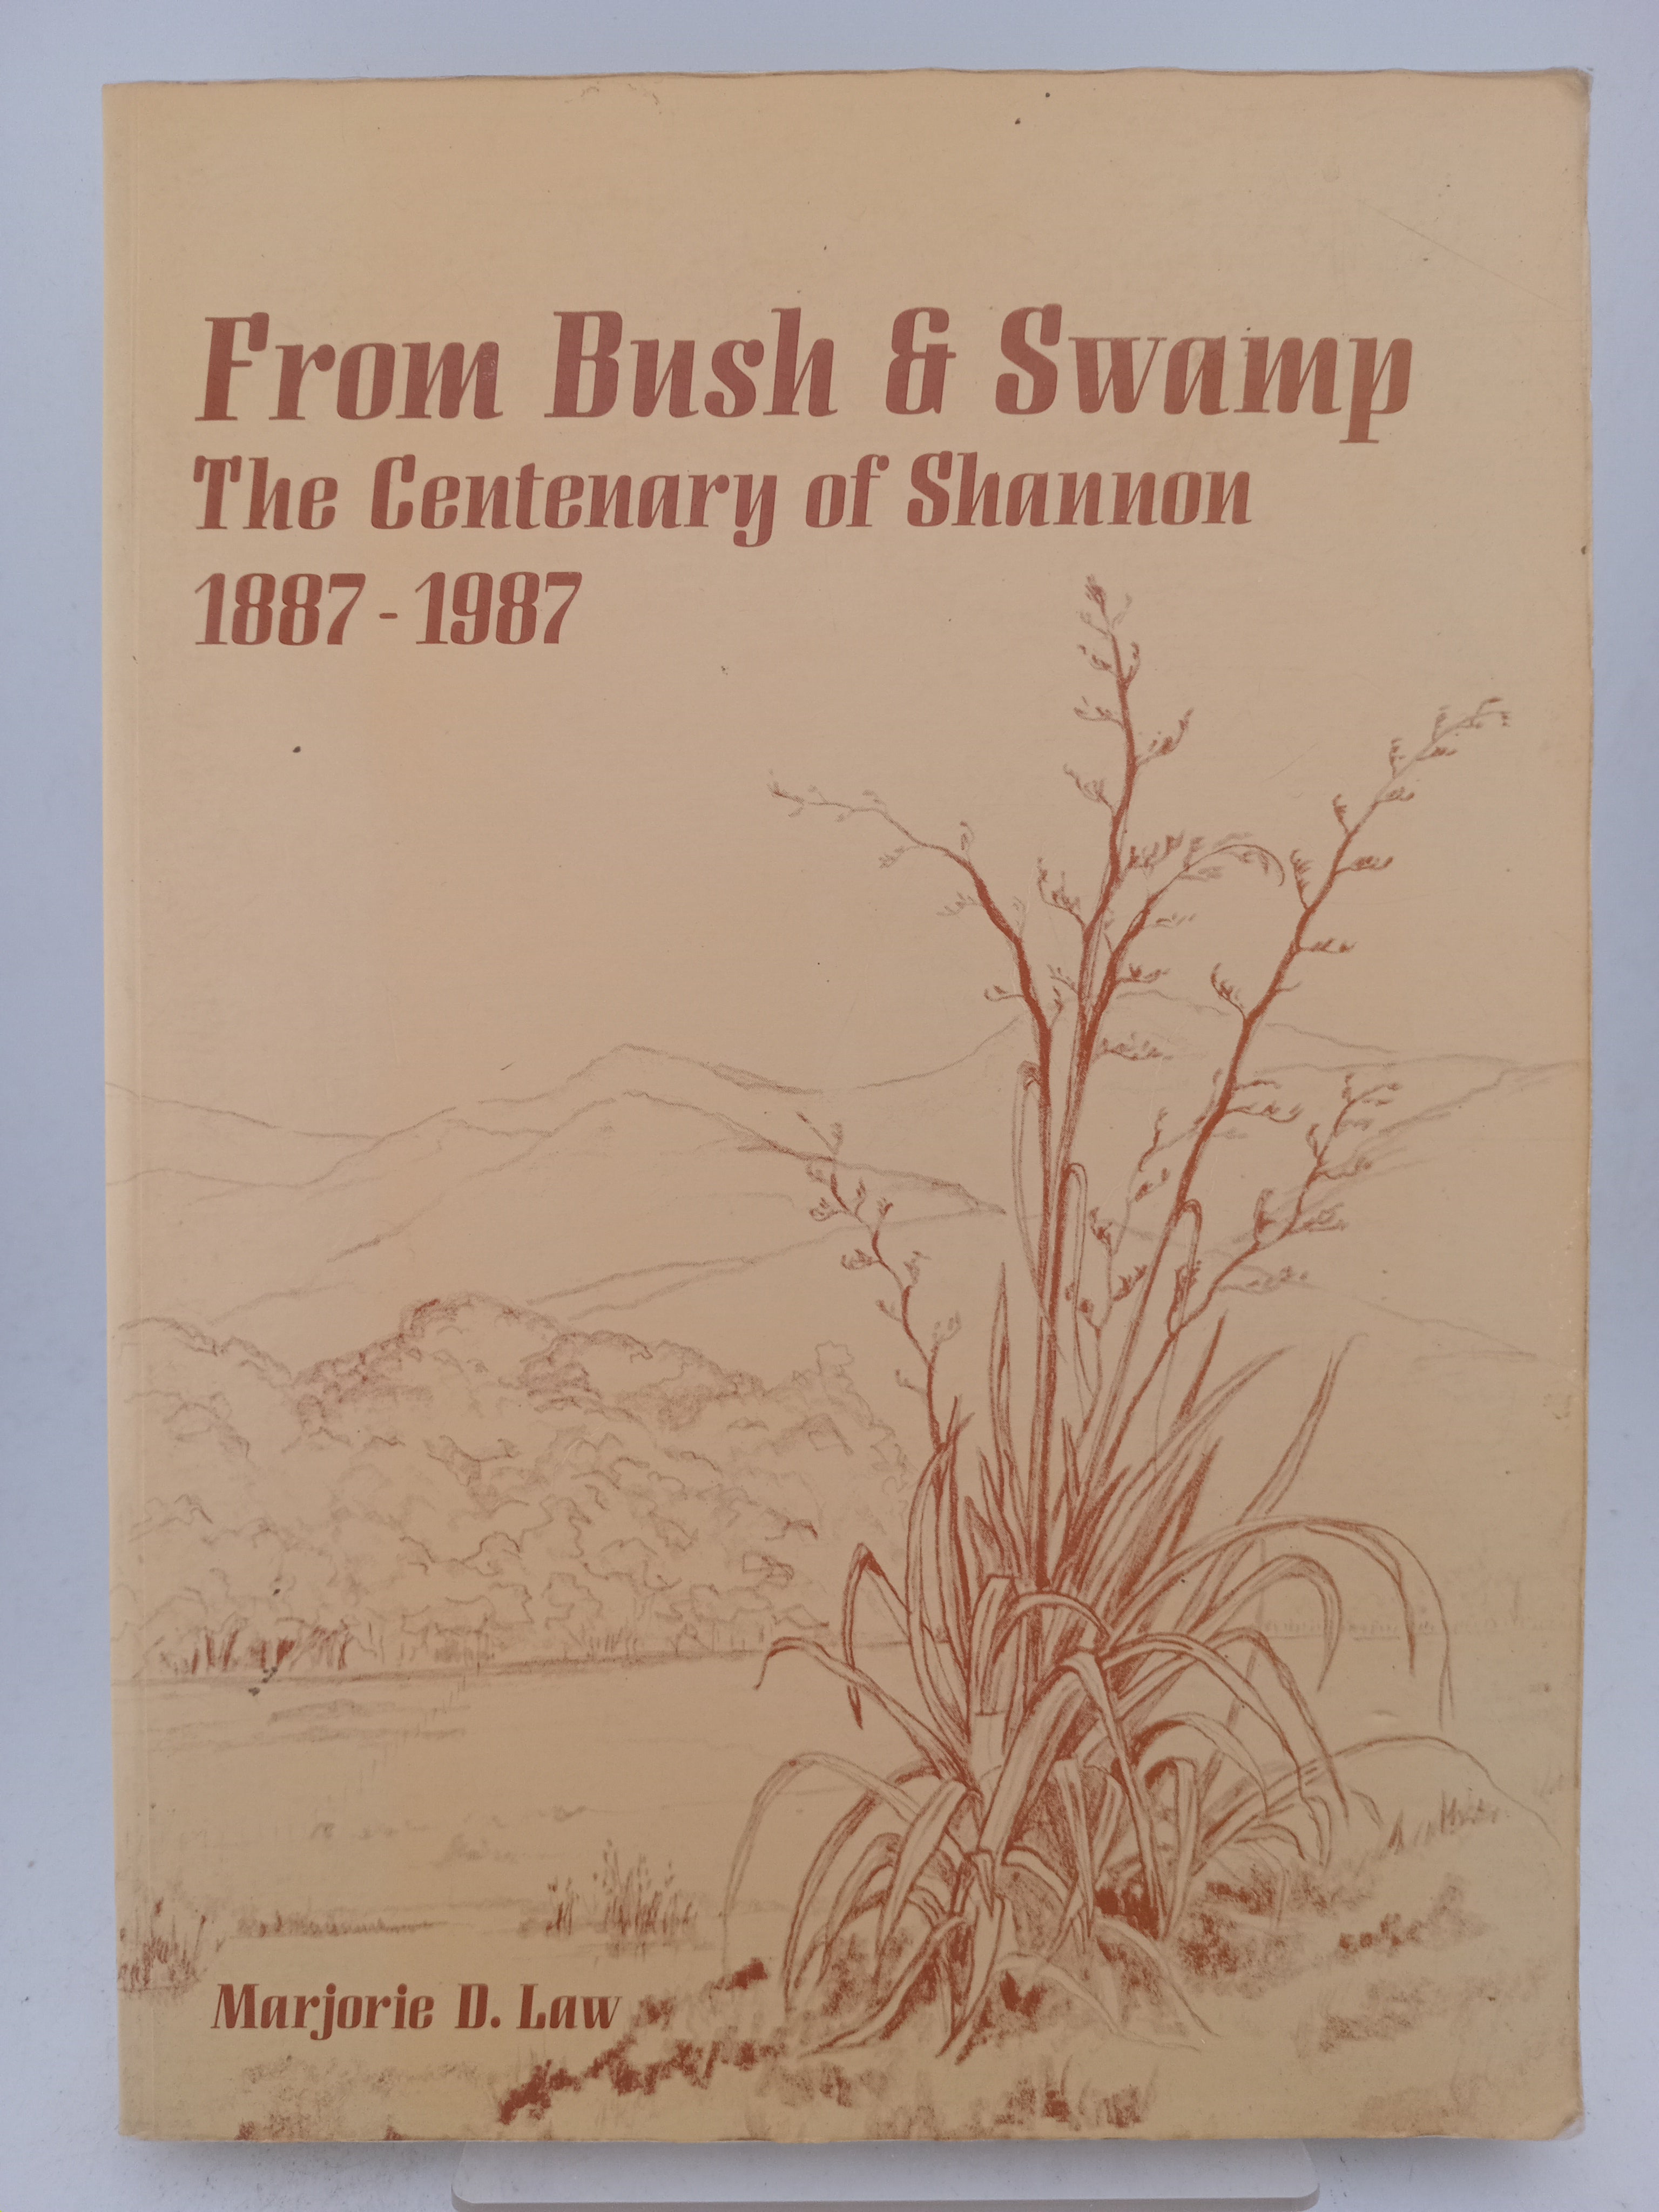 From Bush & Swamp
The Centenary of Shannon
1887 - 1987
Marjorie D. Law